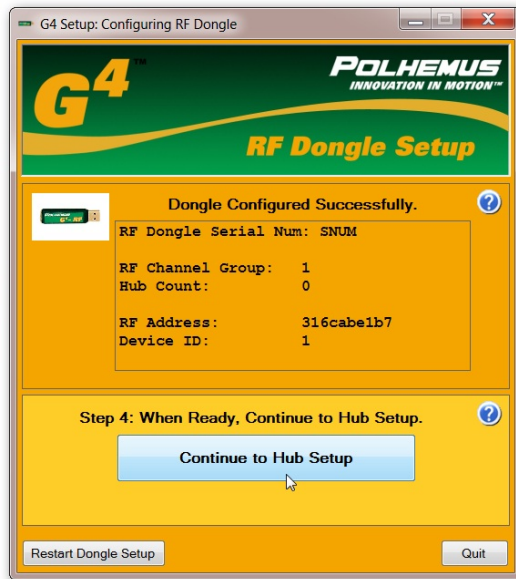 G4 Setup: Configuring RF Dongle
G4™
POLHEMUS
INNOVATION IN MOTION™
RF Dongle Setup
Dongle Configured Successfully.
RF Dongle Serial Num: SNUM
RF Channel Group: 1
Hub Count: 0
RF Address: 316cabe1b7
Device ID: 1
Step 4: When Ready, Continue to Hub Setup.
Continue to Hub Setup
Restart Dongle Setup
Quit